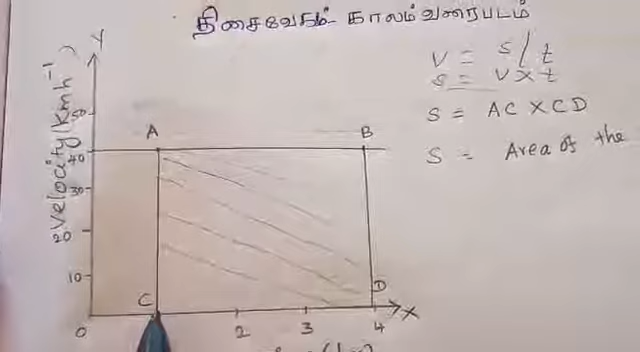 திசைவேகம் காலம் வரைபடம்
V = s/t
s = v×t
S = AC × CD
S = Area of the
Y
Velocity (Kmh⁻¹)
50
40
30
20
10
0
A
B
C
D
2
3
4
X